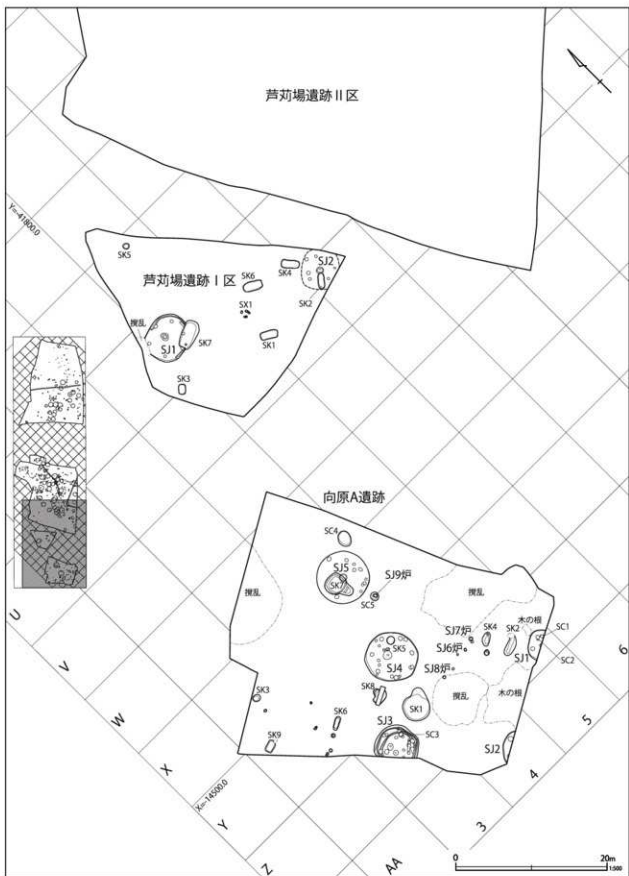 芦苅場遺跡Ⅱ区
Y=-41800.0
SK5
芦苅場遺跡Ⅰ区
SK6
SK4
SJ2
SK2
SX1
撹乱
SJ1
SK7
SK1
SK3
向原A遺跡
SC4
SJ5
SK7
SJ9炉
SC5
撹乱
撹乱
木の根
SC1
SJ7炉
SK4
SK2
SJ6炉
SJ1
SC2
SK5
SJ4
SJ8炉
SK8
SK1
撹乱
木の根
SK3
SK6
SJ3
SC3
SK9
SJ2
U
V
W
X
Y
Z
AA
3
4
5
6
X=-14500.0
0 20m
1:500